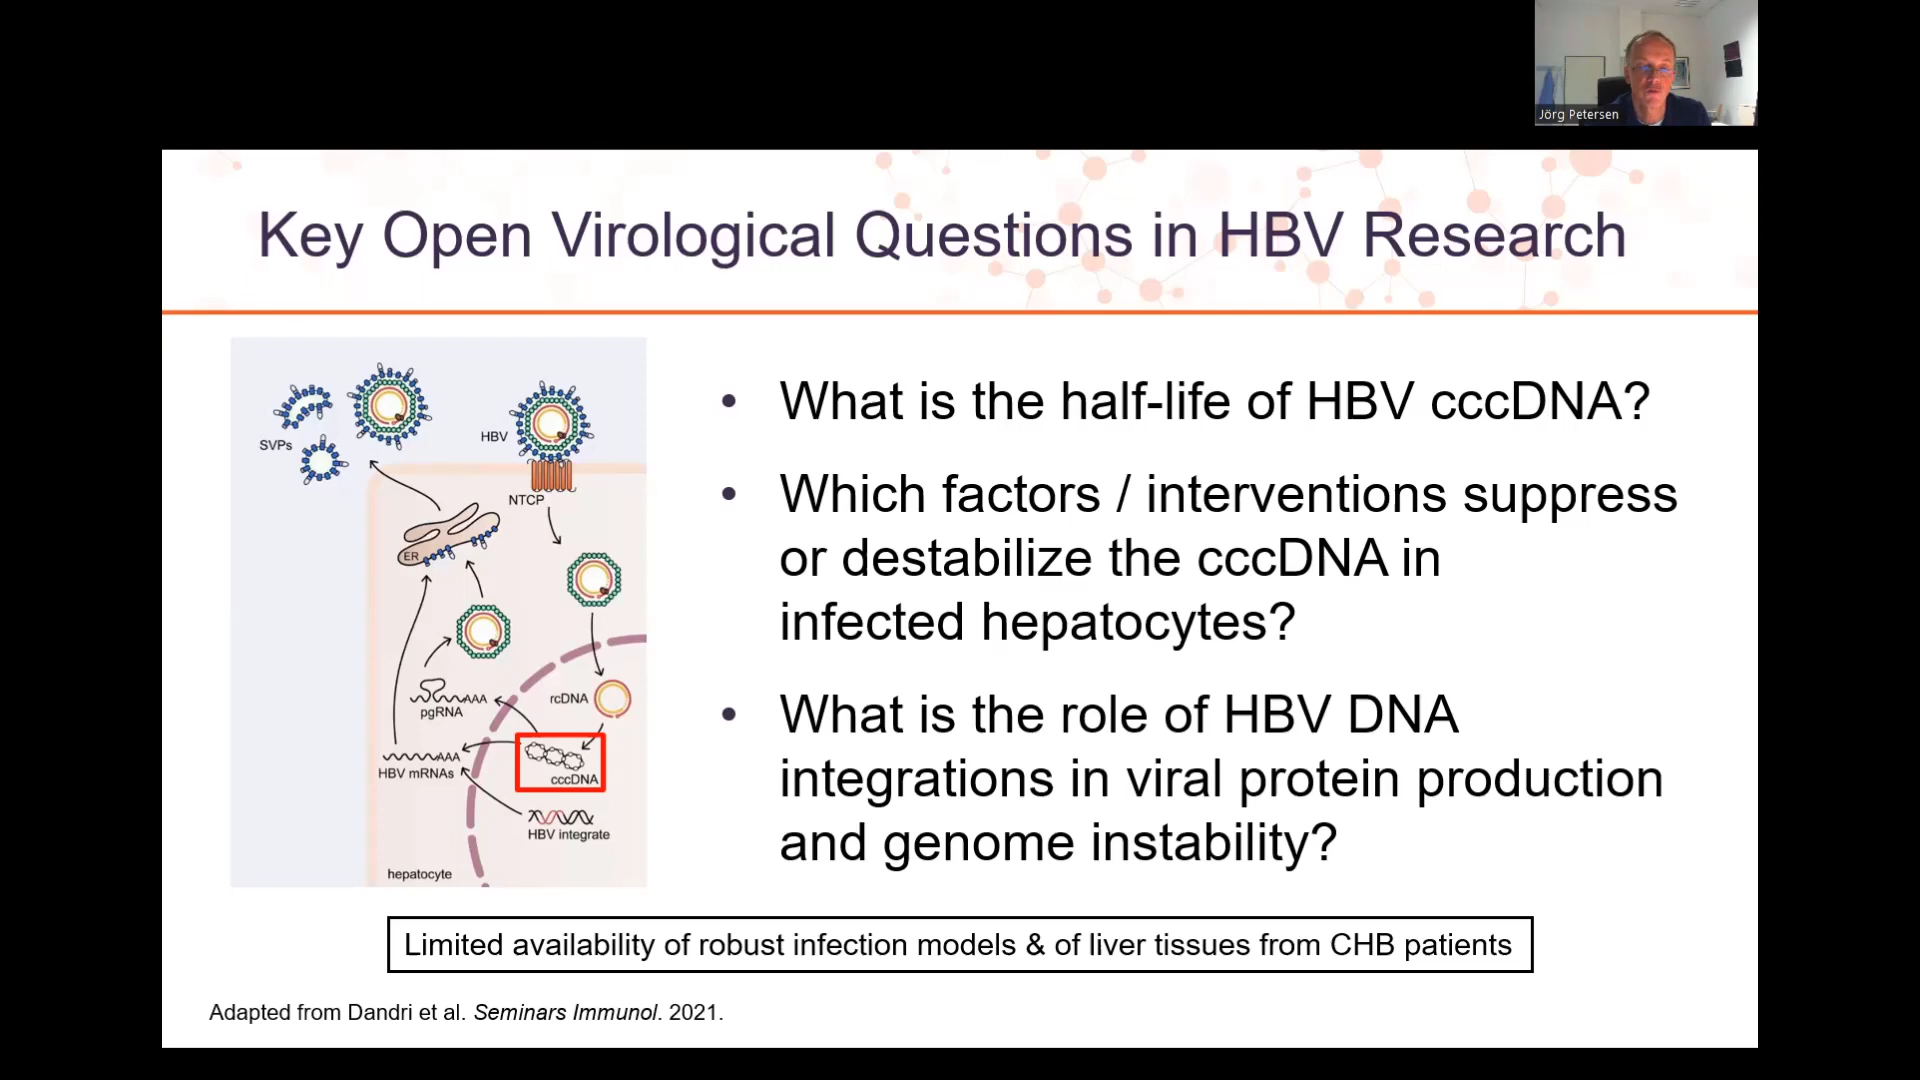 Jörg Petersen
Key Open Virological Questions in HBV Research
SVPs
HBV
NTCP
ER
rcDNA
AAA
pgRNA
AAA
HBV mRNAs
cccDNA
HBV integrate
hepatocyte
• What is the half-life of HBV cccDNA?
• Which factors / interventions suppress
or destabilize the cccDNA in
infected hepatocytes?
• What is the role of HBV DNA
integrations in viral protein production
and genome instability?
Limited availability of robust infection models & of liver tissues from CHB patients
Adapted from Dandri et al. Seminars Immunol. 2021.